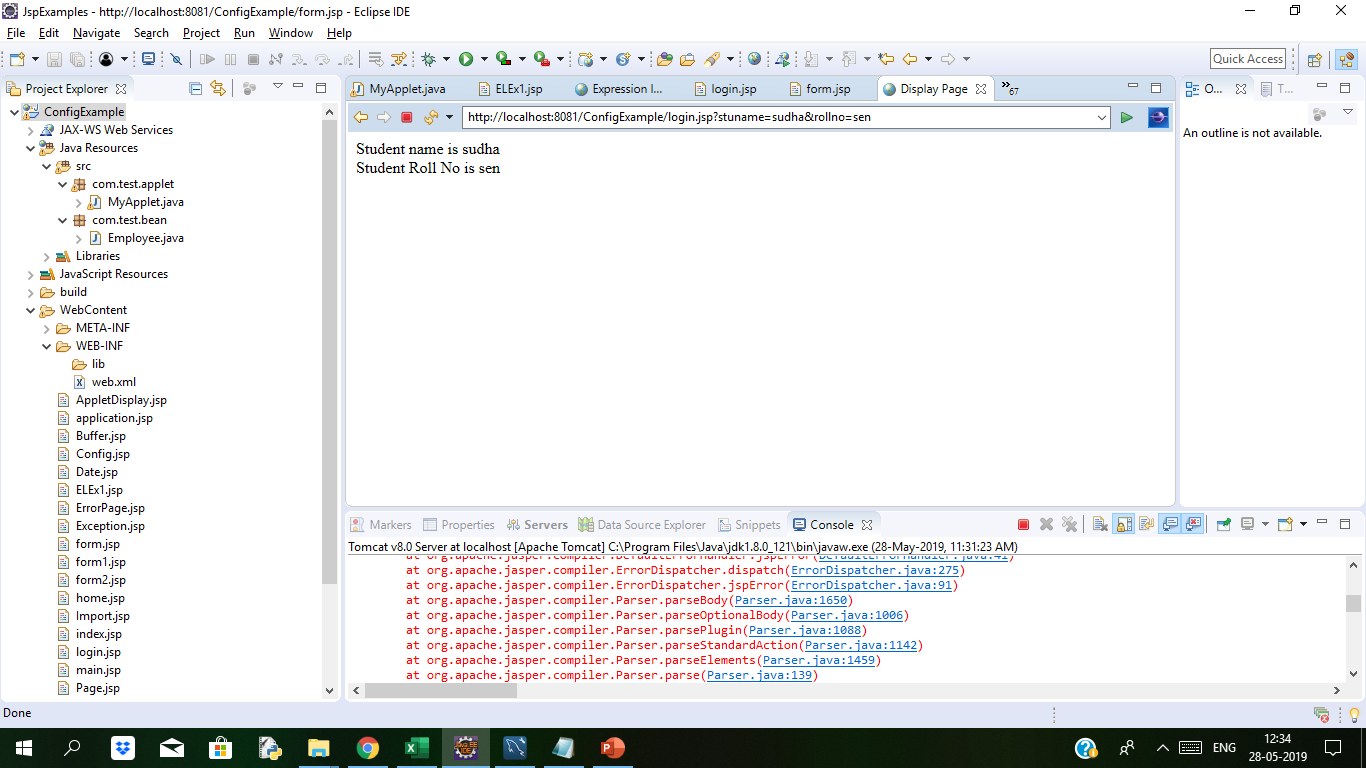 JspExamples - http://localhost:8081/ConfigExample/form.jsp - Eclipse IDE
File Edit Navigate Search Project Run Window Help
Quick Access
Project Explorer
ConfigExample
JAX-WS Web Services
Java Resources
src
com.test.applet
MyApplet.java
com.test.bean
Employee.java
Libraries
JavaScript Resources
build
WebContent
META-INF
WEB-INF
lib
web.xml
AppletDisplay.jsp
application.jsp
Buffer.jsp
Config.jsp
Date.jsp
ELEx1.jsp
ErrorPage.jsp
Exception.jsp
form.jsp
form1.jsp
form2.jsp
home.jsp
Import.jsp
index.jsp
login.jsp
main.jsp
Page.jsp
MyApplet.java ELEx1.jsp Expression I... login.jsp form.jsp Display Page »67
http://localhost:8081/ConfigExample/login.jsp?stuname=sudha&rollno=sen
Student name is sudha
Student Roll No is sen
O... T...
An outline is not available.
Markers Properties Servers Data Source Explorer Snippets Console
Tomcat v8.0 Server at localhost [Apache Tomcat] C:\Program Files\Java\jdk1.8.0_121\bin\javaw.exe (28-May-2019, 11:31:23 AM)
at org.apache.jasper.compiler.DefaultErrorHandler.jspError(DefaultErrorHandler.java:41)
at org.apache.jasper.compiler.ErrorDispatcher.dispatch(ErrorDispatcher.java:275)
at org.apache.jasper.compiler.ErrorDispatcher.jspError(ErrorDispatcher.java:91)
at org.apache.jasper.compiler.Parser.parseBody(Parser.java:1650)
at org.apache.jasper.compiler.Parser.parseOptionalBody(Parser.java:1006)
at org.apache.jasper.compiler.Parser.parsePlugin(Parser.java:1088)
at org.apache.jasper.compiler.Parser.parseStandardAction(Parser.java:1142)
at org.apache.jasper.compiler.Parser.parseElements(Parser.java:1459)
at org.apache.jasper.compiler.Parser.parse(Parser.java:139)
Done
ENG
12:34
28-05-2019